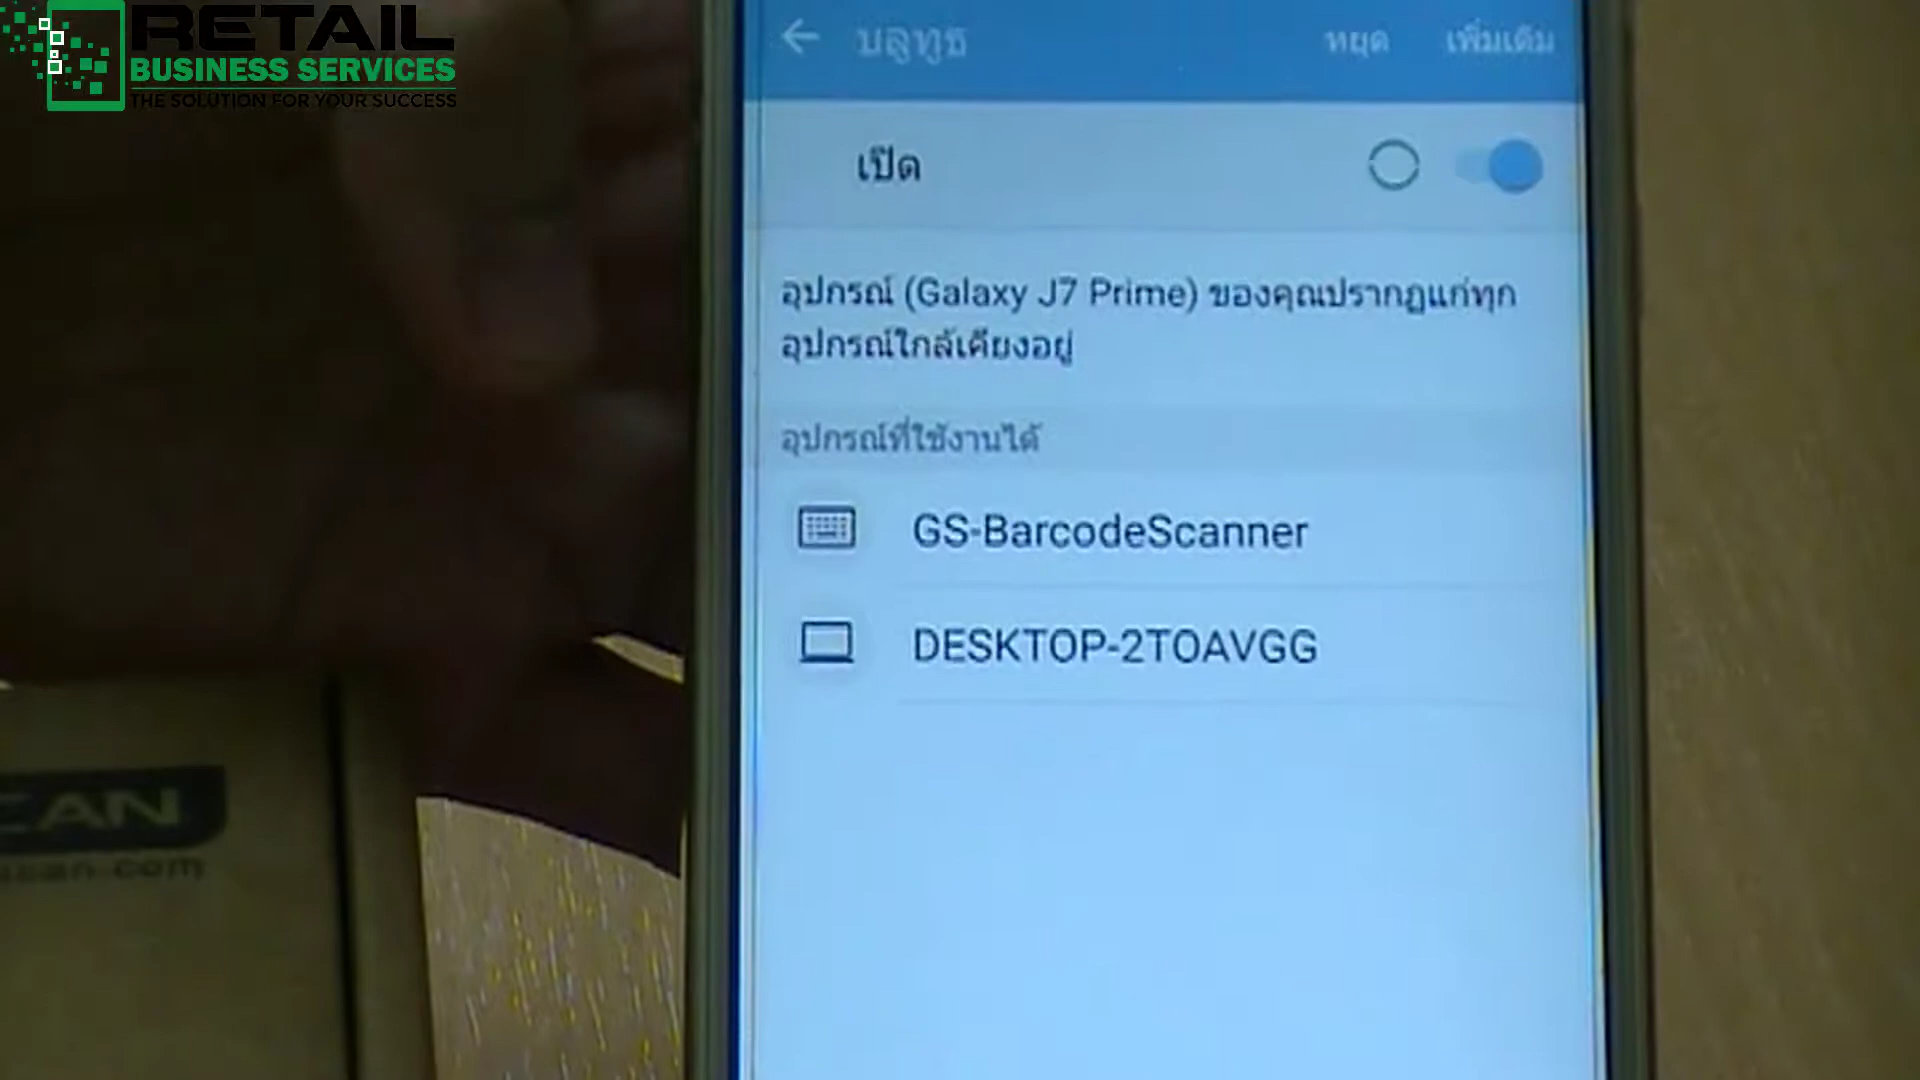 RETAIL
BUSINESS SERVICES
THE SOLUTION FOR YOUR SUCCESS
บลูทูธ
หยุด
เพิ่มเติม
เปิด
อุปกรณ์ (Galaxy J7 Prime) ของคุณปรากฏแก่ทุก
อุปกรณ์ใกล้เคียงอยู่
อุปกรณ์ที่ใช้งานได้
GS-BarcodeScanner
DESKTOP-2TOAVGG
CAN
scan.com